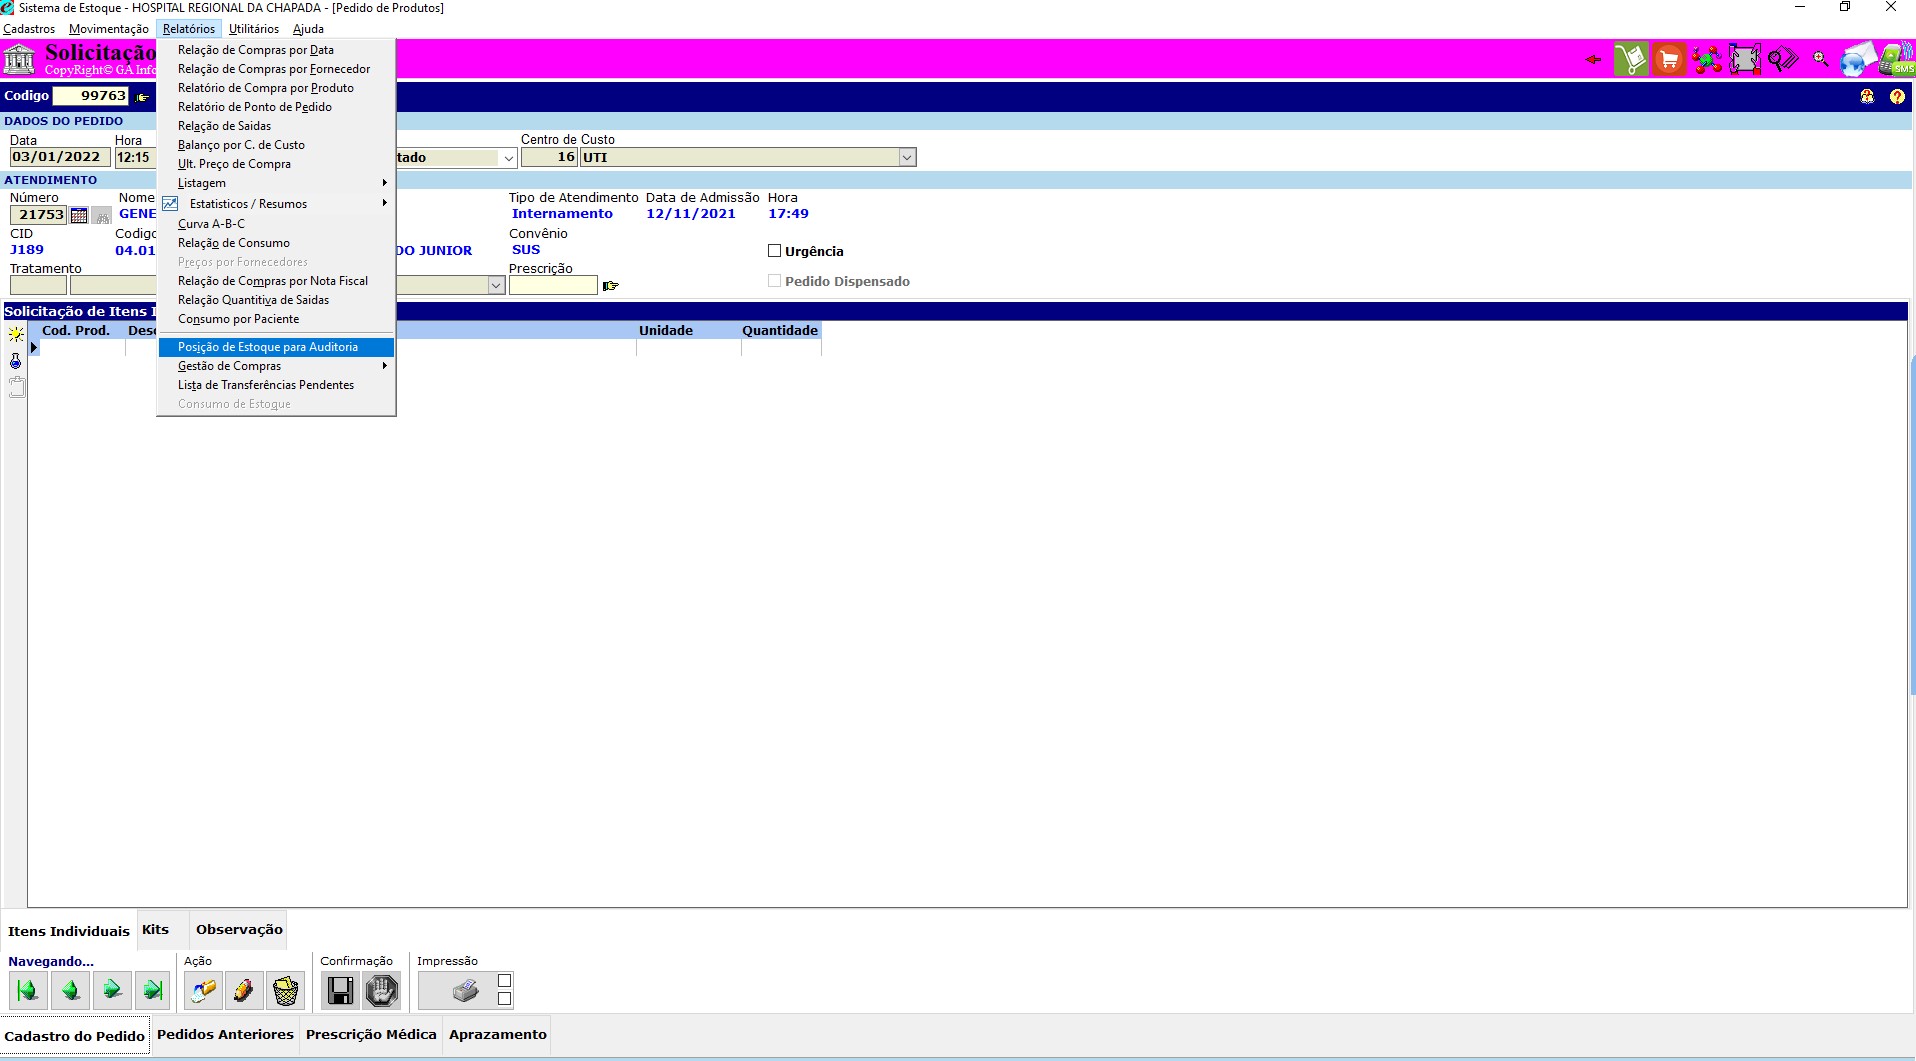 Sistema de Estoque - HOSPITAL REGIONAL DA CHAPADA - [Pedido de Produtos]
Cadastros Movimentação Relatórios Utilitários Ajuda
Solicitação
CopyRight© GA Info
SMS
Codigo 99763
DADOS DO PEDIDO
Data Hora Centro de Custo
03/01/2022 12:15 tado 16 UTI
ATENDIMENTO
Número Nome Tipo de Atendimento Data de Admissão Hora
21753 GENE Internamento 12/11/2021 17:49
CID Codigo Convênio
J189 04.01 DO JUNIOR SUS
Urgência
Tratamento Prescrição
Pedido Dispensado
Solicitação de Itens I
Cod. Prod. Desc Unidade Quantidade
Relação de Compras por Data
Relação de Compras por Fornecedor
Relatório de Compra por Produto
Relatório de Ponto de Pedido
Relação de Saidas
Balanço por C. de Custo
Ult. Preço de Compra
Listagem
Estatisticos / Resumos
Curva A-B-C
Relação de Consumo
Preços por Fornecedores
Relação de Compras por Nota Fiscal
Relação Quantitiva de Saidas
Consumo por Paciente
Posição de Estoque para Auditoria
Gestão de Compras
Lista de Transferências Pendentes
Consumo de Estoque
Itens Individuais Kits Observação
Navegando... Ação Confirmação Impressão
Cadastro do Pedido Pedidos Anteriores Prescrição Médica Aprazamento